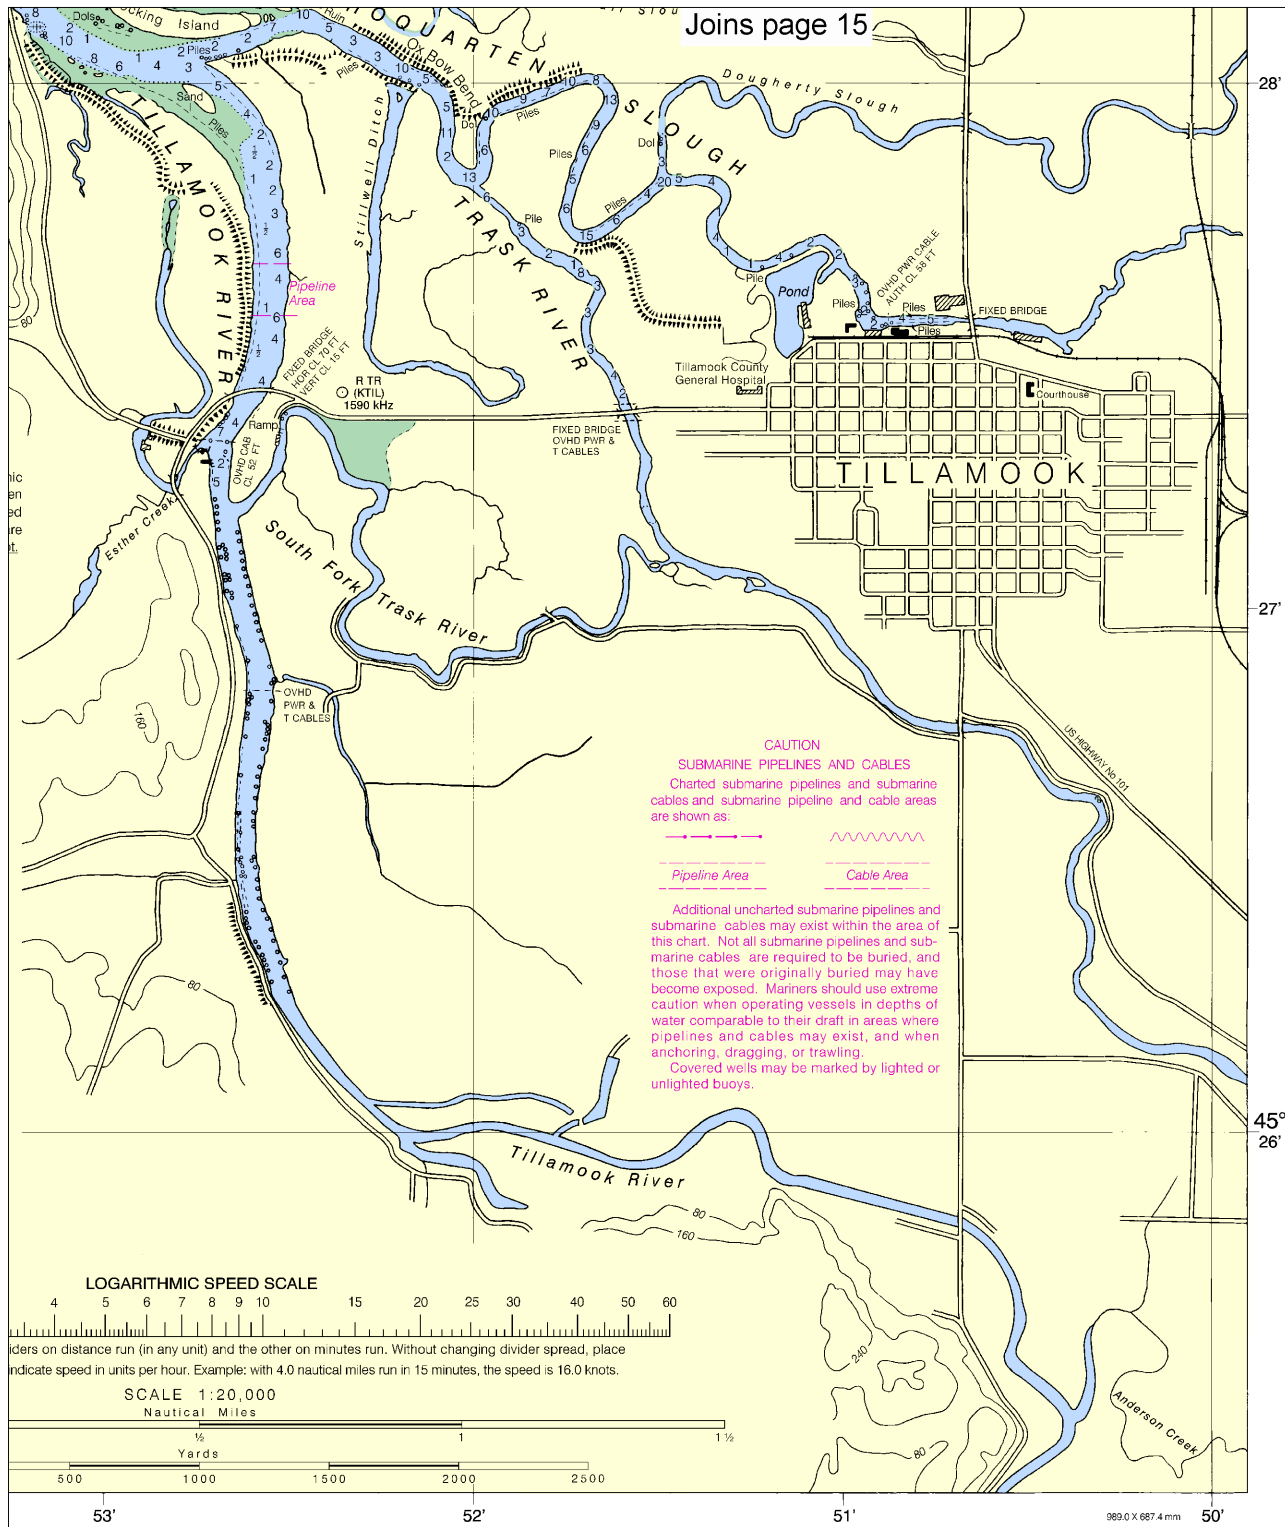 Joins page 15
Dols
ocking Island
Ruin
HOQUARTEN
SLOUGH
Ox Bow Bend
Dougherty Slough
28'
Piles
Sand
Piles
Piles
Dol
Piles
Piles
Dol
TILLAMOOK RIVER
Stillwell Ditch
TRASK RIVER
Pile
Piles
Pile
Pond
OVHD PWR CABLE
AUTH CL 58 FT
Piles
Piles
Piles
FIXED BRIDGE
Pipeline
Area
80
FIXED BRIDGE
HOR CL 70 FT
VERT CL 15 FT
R TR
(KTIL)
1590 kHz
Tillamook County
General Hospital
Courthouse
Ramp
OVHD CAB
CL 52 FT
FIXED BRIDGE
OVHD PWR &
T CABLES
TILLAMOOK
nic
en
ed
are
ot.
Esther Creek
South Fork Trask River
27'
160
OVHD
PWR &
T CABLES
US HIGHWAY No 101
CAUTION
SUBMARINE PIPELINES AND CABLES
Charted submarine pipelines and submarine
cables and submarine pipeline and cable areas
are shown as:
Pipeline Area
Cable Area
Additional uncharted submarine pipelines and
submarine cables may exist within the area of
this chart. Not all submarine pipelines and sub-
marine cables are required to be buried, and
those that were originally buried may have
become exposed. Mariners should use extreme
caution when operating vessels in depths of
water comparable to their draft in areas where
pipelines and cables may exist, and when
anchoring, dragging, or trawling.
Covered wells may be marked by lighted or
unlighted buoys.
80
45°
26'
Tillamook River
80
160
240
80
Anderson Creek
LOGARITHMIC SPEED SCALE
4 5 6 7 8 9 10 15 20 25 30 40 50 60
iders on distance run (in any unit) and the other on minutes run. Without changing divider spread, place
indicate speed in units per hour. Example: with 4.0 nautical miles run in 15 minutes, the speed is 16.0 knots.
SCALE 1:20,000
Nautical Miles
½ 1 1 ½
Yards
500 1000 1500 2000 2500
53' 52' 51' 50'
989.0 X 687.4 mm